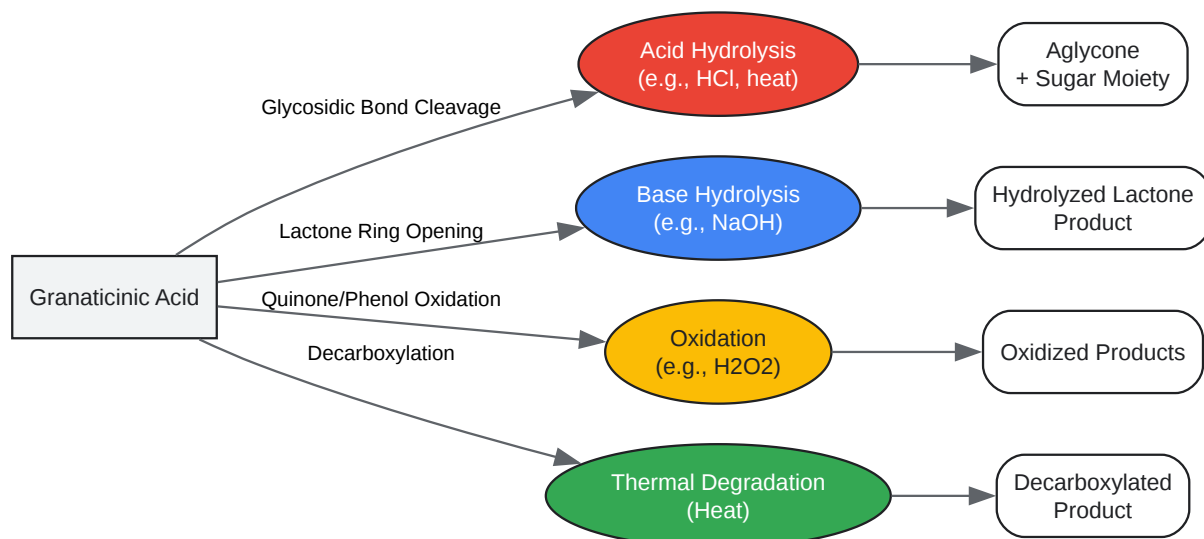 Acid Hydrolysis
(e.g., HCl, heat)
Aglycone
+ Sugar Moiety
Glycosidic Bond Cleavage
Base Hydrolysis
(e.g., NaOH)
Hydrolyzed Lactone
Product
Lactone Ring Opening
Granaticinic Acid
Quinone/Phenol Oxidation
Oxidation
(e.g., H2O2)
Oxidized Products
Decarboxylation
Thermal Degradation
(Heat)
Decarboxylated
Product